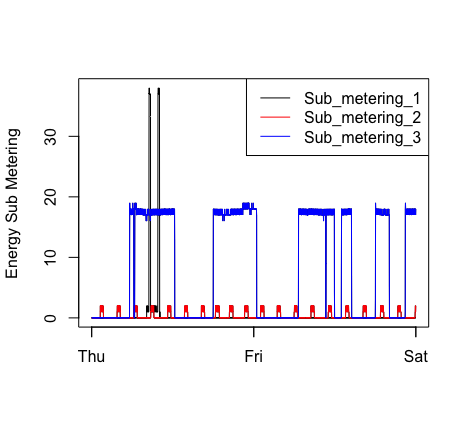 Sub_metering_1
Sub_metering_2
Sub_metering_3
Energy Sub Metering
30
20
10
0
Thu Fri Sat